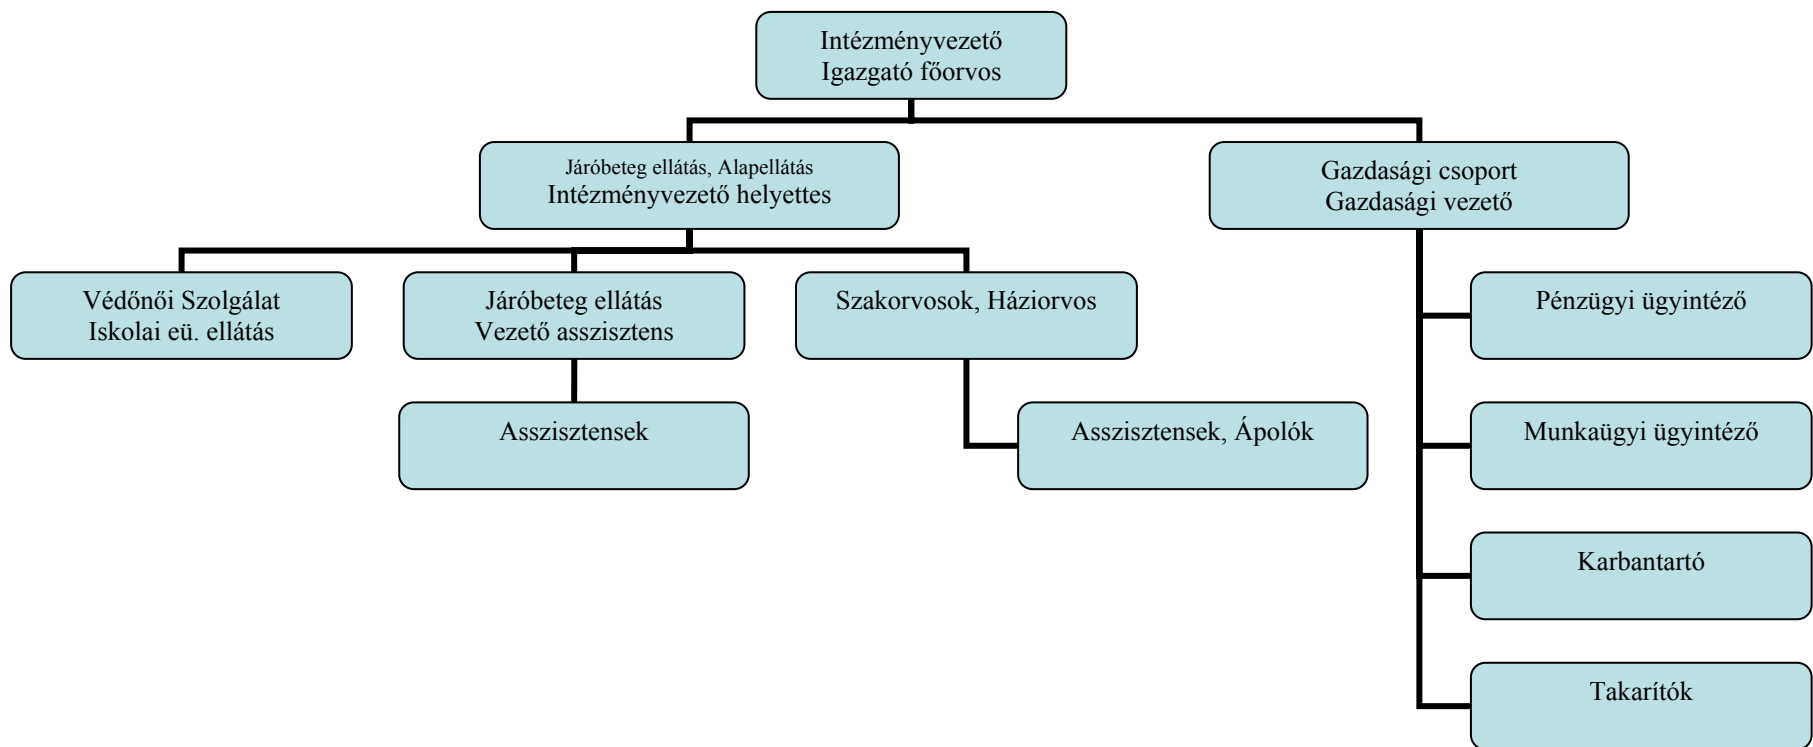 Intézményvezető
Igazgató főorvos
Járóbeteg ellátás, Alapellátás
Intézményvezető helyettes
Gazdasági csoport
Gazdasági vezető
Védőnői Szolgálat
Iskolai eü. ellátás
Járóbeteg ellátás
Vezető asszisztens
Szakorvosok, Háziorvos
Pénzügyi ügyintéző
Asszisztensek
Asszisztensek, Ápolók
Munkaügyi ügyintéző
Karbantartó
Takarítók